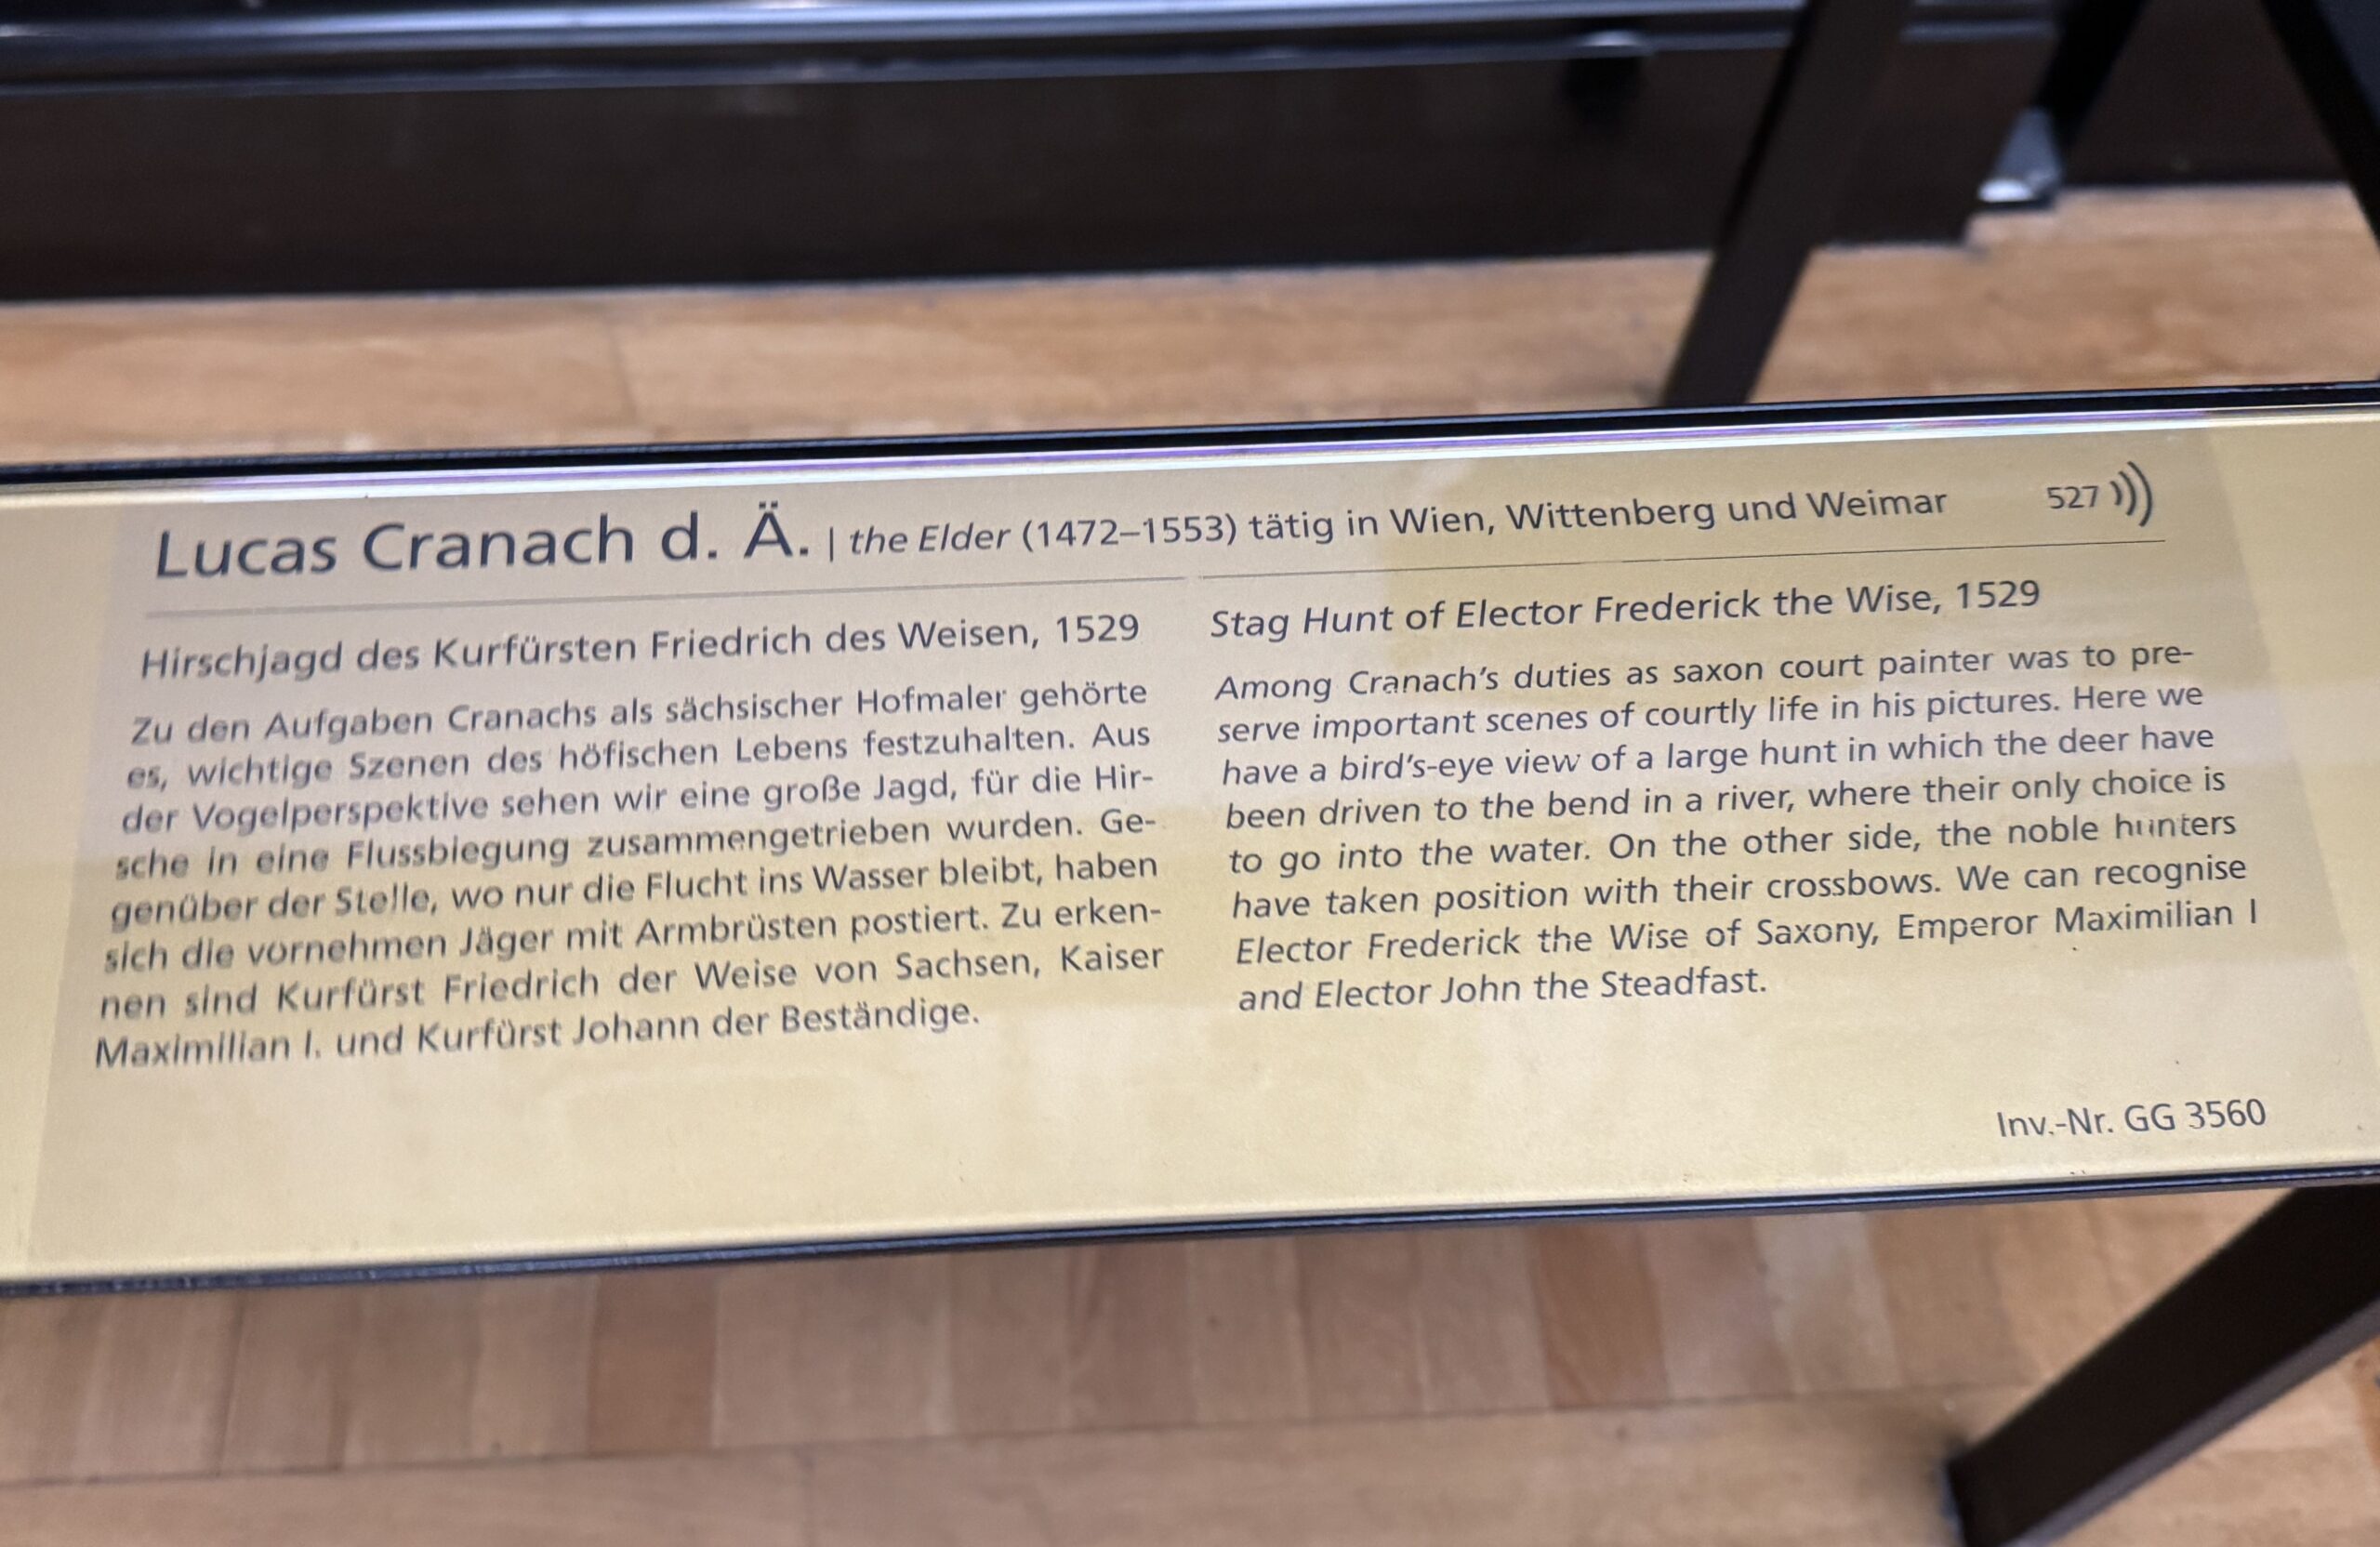 Lucas Cranach d. Ä. | the Elder (1472–1553) tätig in Wien, Wittenberg und Weimar
527
Hirschjagd des Kurfürsten Friedrich des Weisen, 1529
Zu den Aufgaben Cranachs als sächsischer Hofmaler gehörte
es, wichtige Szenen des höfischen Lebens festzuhalten. Aus
der Vogelperspektive sehen wir eine große Jagd, für die Hir-
sche in eine Flussbiegung zusammengetrieben wurden. Ge-
genüber der Stelle, wo nur die Flucht ins Wasser bleibt, haben
sich die vornehmen Jäger mit Armbrüsten postiert. Zu erken-
nen sind Kurfürst Friedrich der Weise von Sachsen, Kaiser
Maximilian I. und Kurfürst Johann der Beständige.
Stag Hunt of Elector Frederick the Wise, 1529
Among Cranach's duties as saxon court painter was to pre-
serve important scenes of courtly life in his pictures. Here we
have a bird's-eye view of a large hunt in which the deer have
been driven to the bend in a river, where their only choice is
to go into the water. On the other side, the noble hunters
have taken position with their crossbows. We can recognise
Elector Frederick the Wise of Saxony, Emperor Maximilian I
and Elector John the Steadfast.
Inv.-Nr. GG 3560